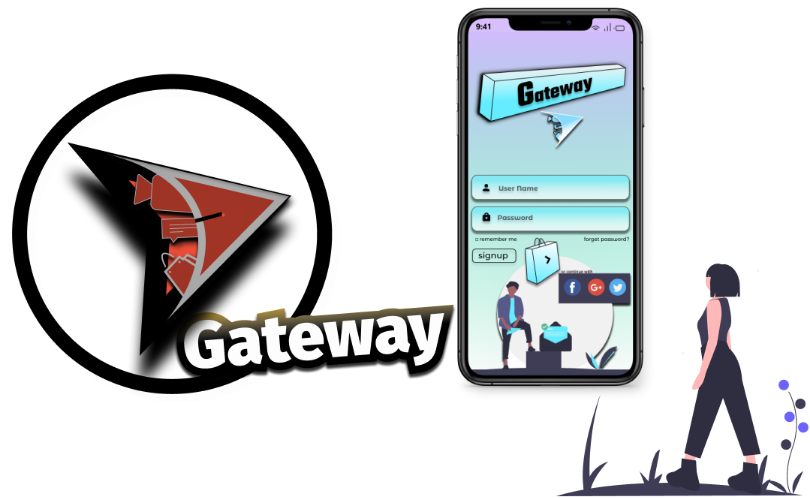 Gateway
9:41
Gateway
User Name
Password
remember me
forget password?
signup
or continue with
f
G+